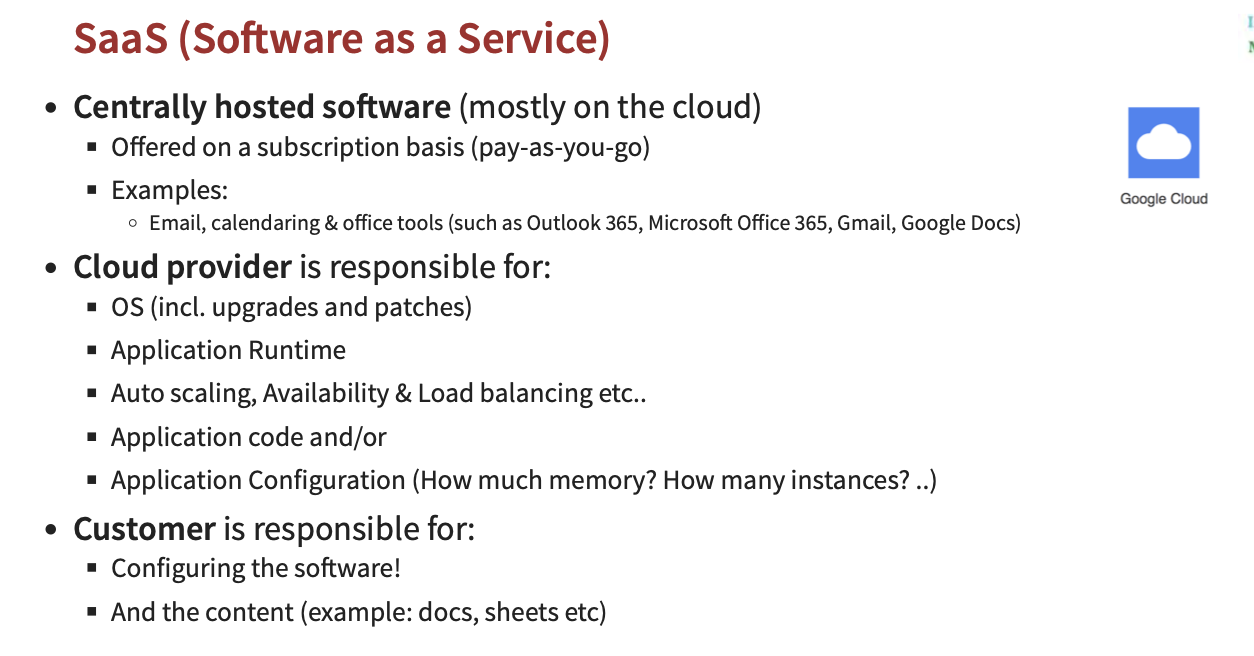 SaaS (Software as a Service)
• Centrally hosted software (mostly on the cloud)
▪ Offered on a subscription basis (pay-as-you-go)
▪ Examples:
◦ Email, calendaring & office tools (such as Outlook 365, Microsoft Office 365, Gmail, Google Docs)
Google Cloud
• Cloud provider is responsible for:
▪ OS (incl. upgrades and patches)
▪ Application Runtime
▪ Auto scaling, Availability & Load balancing etc..
▪ Application code and/or
▪ Application Configuration (How much memory? How many instances? ..)
• Customer is responsible for:
▪ Configuring the software!
▪ And the content (example: docs, sheets etc)